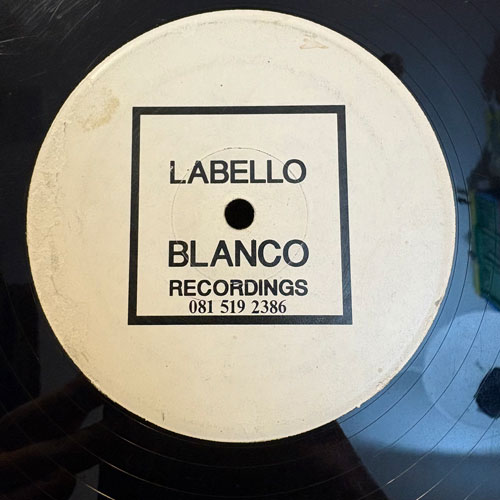 LABELLO
BLANCO
RECORDINGS
081 519 2386